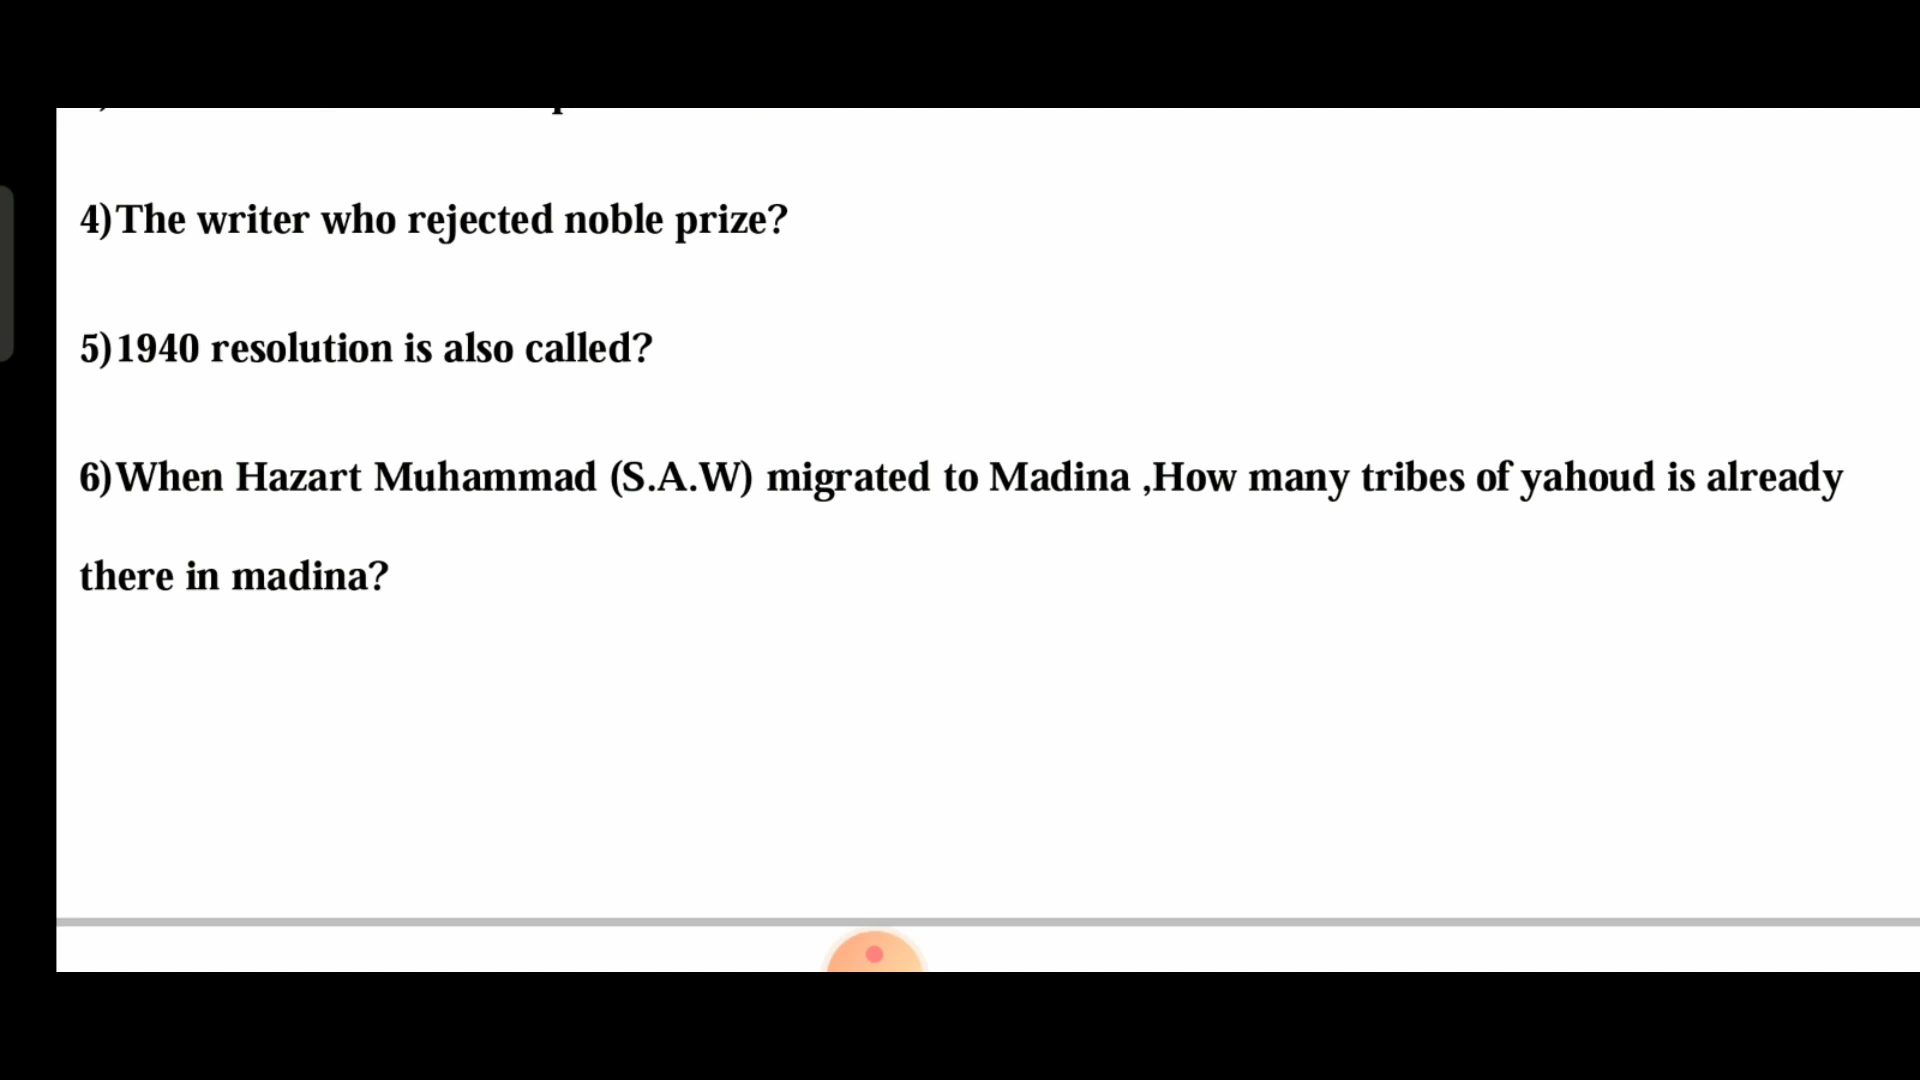 4)The writer who rejected noble prize?
5)1940 resolution is also called?
6)When Hazart Muhammad (S.A.W) migrated to Madina ,How many tribes of yahoud is already
there in madina?